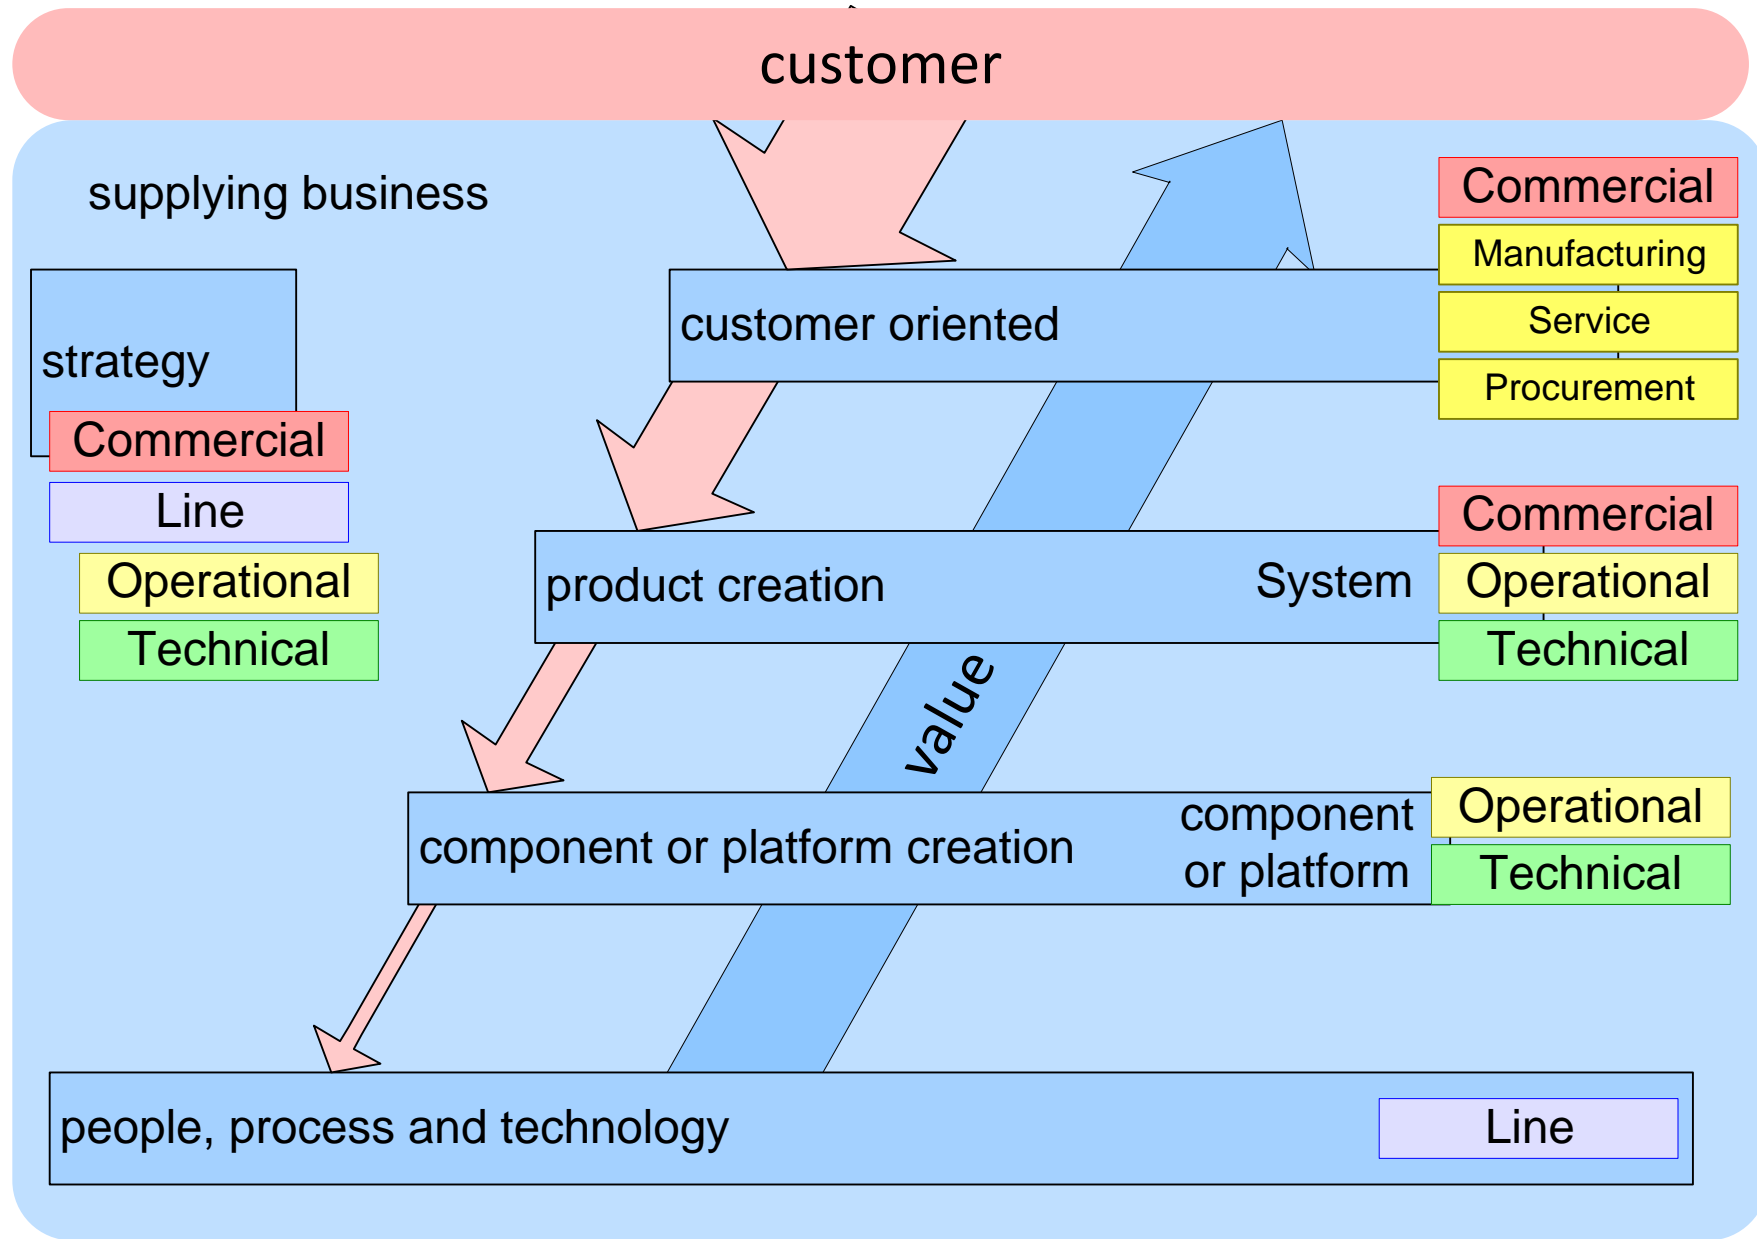 customer
supplying business
strategy
Commercial
Line
Operational
Technical
customer oriented
Commercial
Manufacturing
Service
Procurement
product creation
System
Commercial
Operational
Technical
value
component or platform creation
component
or platform
Operational
Technical
people, process and technology
Line